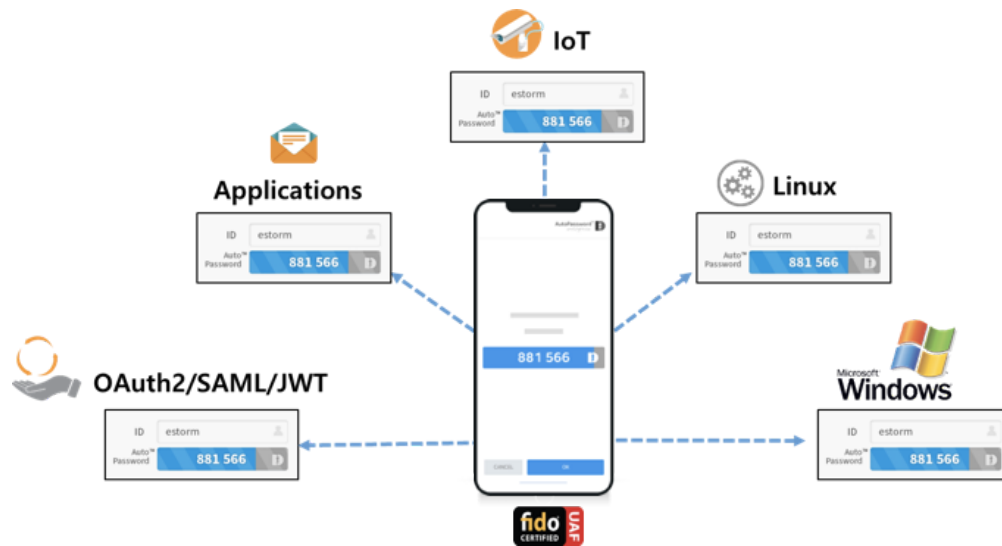 IoT
ID estorm
Auto™ Password 881 566
Applications
ID estorm
Auto™ Password 881 566
Linux
ID estorm
Auto™ Password 881 566
AutoPassword™
881 566
CANCEL OK
OAuth2/SAML/JWT
ID estorm
Auto™ Password 881 566
Microsoft
Windows
ID estorm
Auto™ Password 881 566
fido UAF
CERTIFIED